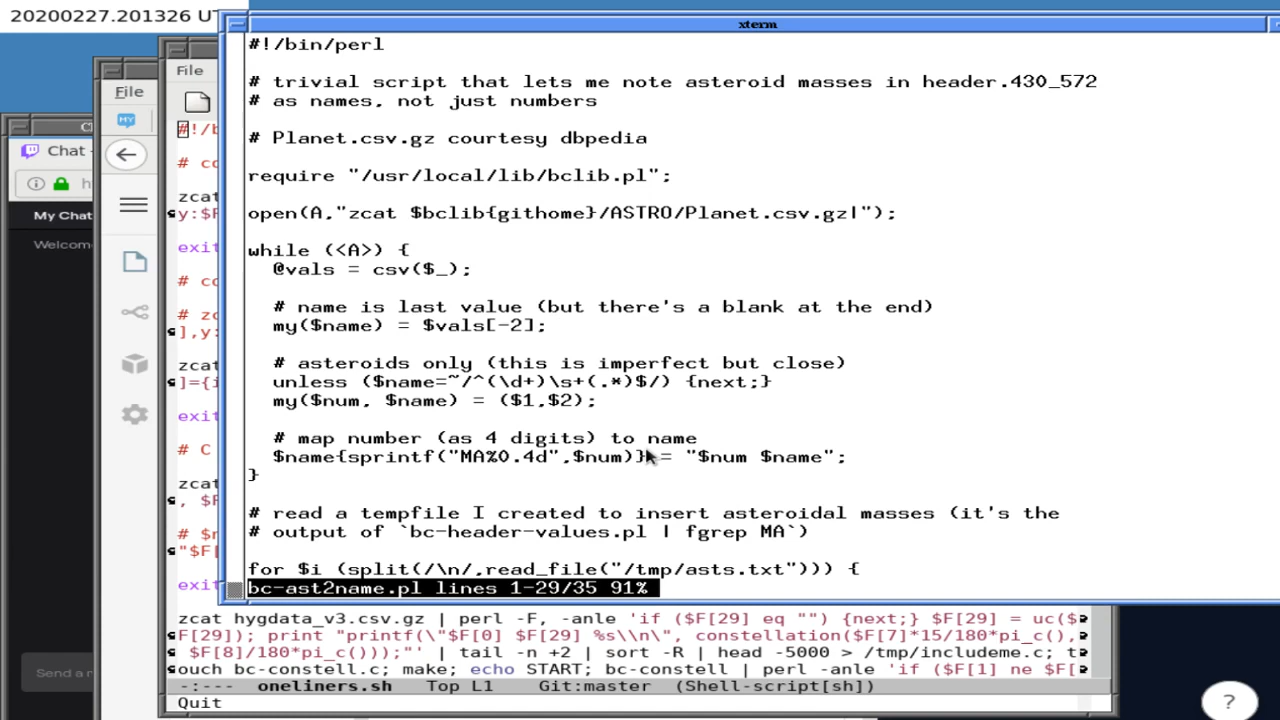 20200227.201326 U
xterm
#!/bin/perl
# trivial script that lets me note asteroid masses in header.430_572
# as names, not just numbers
# Planet.csv.gz courtesy dbpedia
require "/usr/local/lib/bclib.pl";
open(A,"zcat $bclib{githome}/ASTRO/Planet.csv.gz|");
while (<A>) {
@vals = csv($_);
# name is last value (but there's a blank at the end)
my($name) = $vals[-2];
# asteroids only (this is imperfect but close)
unless ($name=~/^(\d+)\s+(.*)$/) {next;}
my($num, $name) = ($1,$2);
# map number (as 4 digits) to name
$name{sprintf("MA%0.4d",$num)} = "$num $name";
}
# read a tempfile I created to insert asteroidal masses (it's the
# output of `bc-header-values.pl | fgrep MA`)
for $i (split(/\n/,read_file("/tmp/asts.txt"))) {
bc-ast2name.pl lines 1-29/35 91%
File
File
Chat
My Chat
Welcom
Send a
#!/b
# co
zcat
y:$F
exit
# co
# zc
],y:
zcat
]={i
exit
# C
zcat
, $F
# $r
"$F[
exit
zcat hygdata_v3.csv.gz | perl -F, -anle 'if ($F[29] eq "") {next;} $F[29] = uc($
F[29]); print "printf(\"$F[0] $F[29] %s\\n\", constellation($F[7]*15/180*pi_c(),
$F[8]/180*pi_c()));"' | tail -n +2 | sort -R | head -5000 > /tmp/includeme.c; t
ouch bc-constell.c; make; echo START; bc-constell | perl -anle 'if ($F[1] ne $F[
-:--- oneliners.sh Top L1 Git:master (Shell-script[sh])
Quit
?